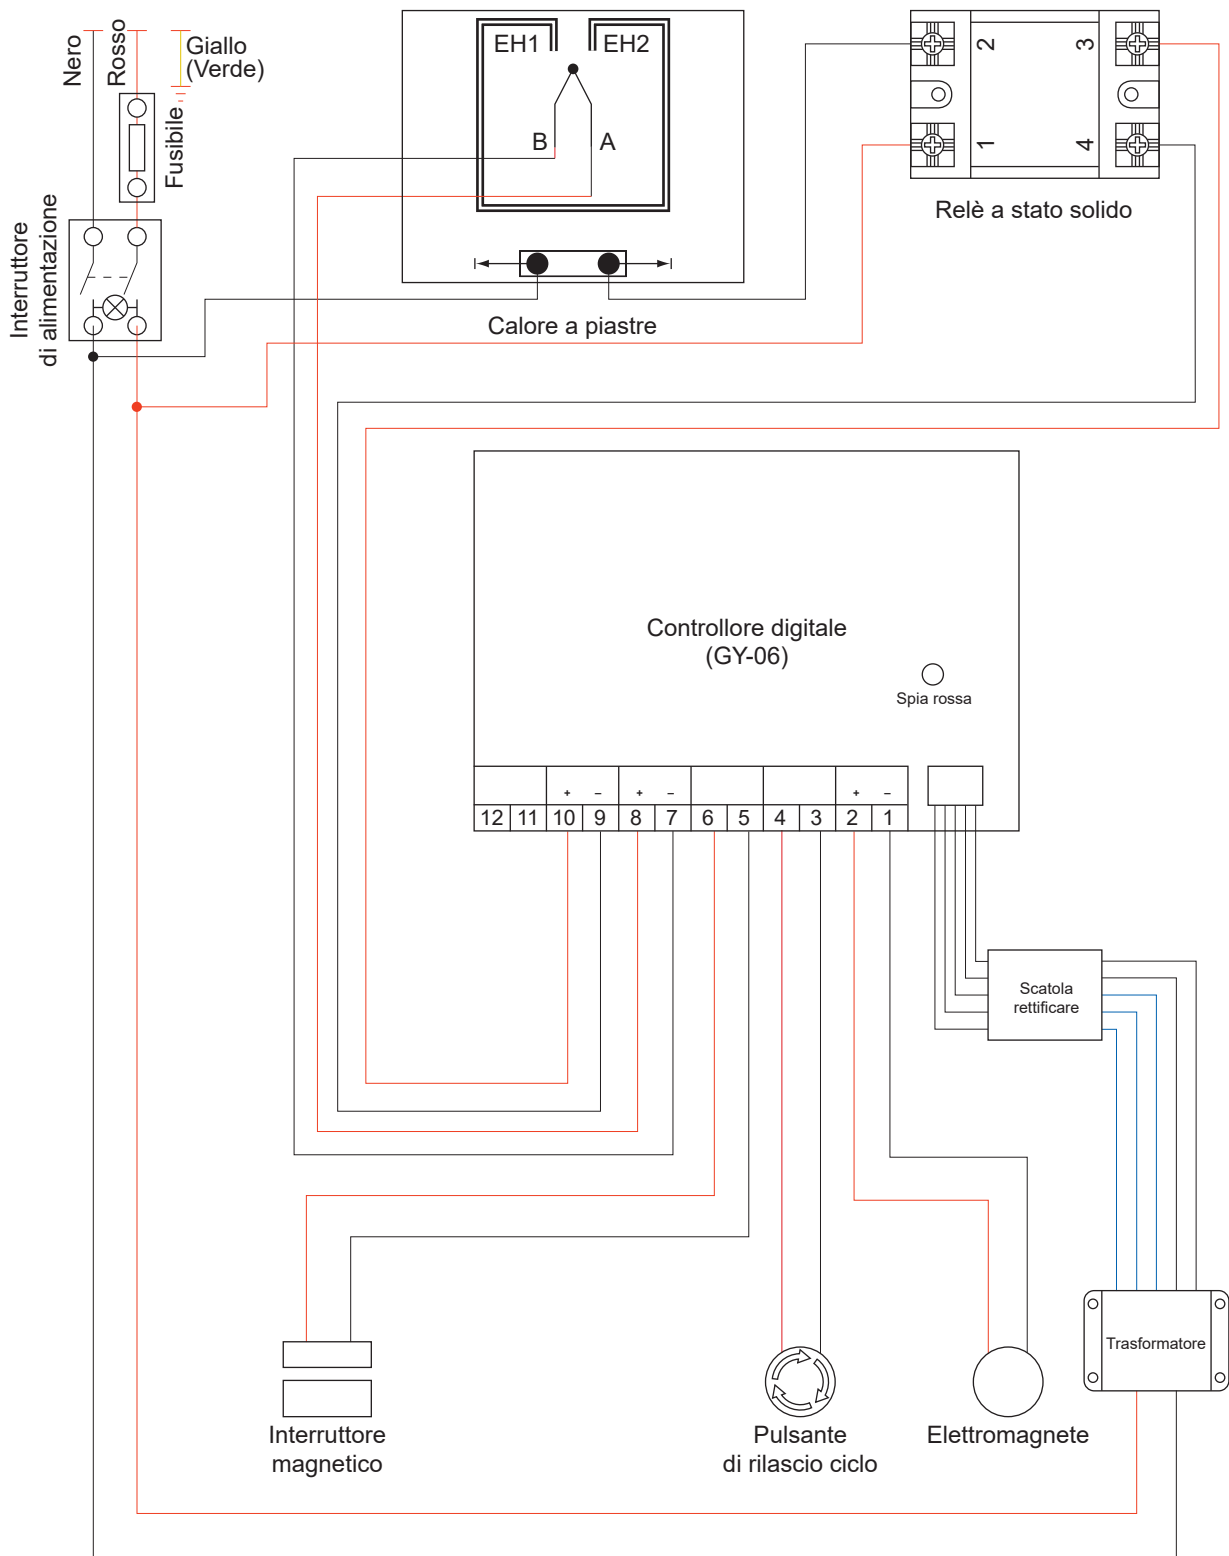 Nero
Rosso
Giallo
(Verde)
Fusibile
Interruttore
di alimentazione
EH1
EH2
B
A
Calore a piastre
2
3
1
4
Relè a stato solido
Controllore digitale
(GY-06)
Spia rossa
+ − + − + −
12 11 10 9 8 7 6 5 4 3 2 1
Scatola
rettificare
Trasformatore
Interruttore
magnetico
Pulsante
di rilascio ciclo
Elettromagnete